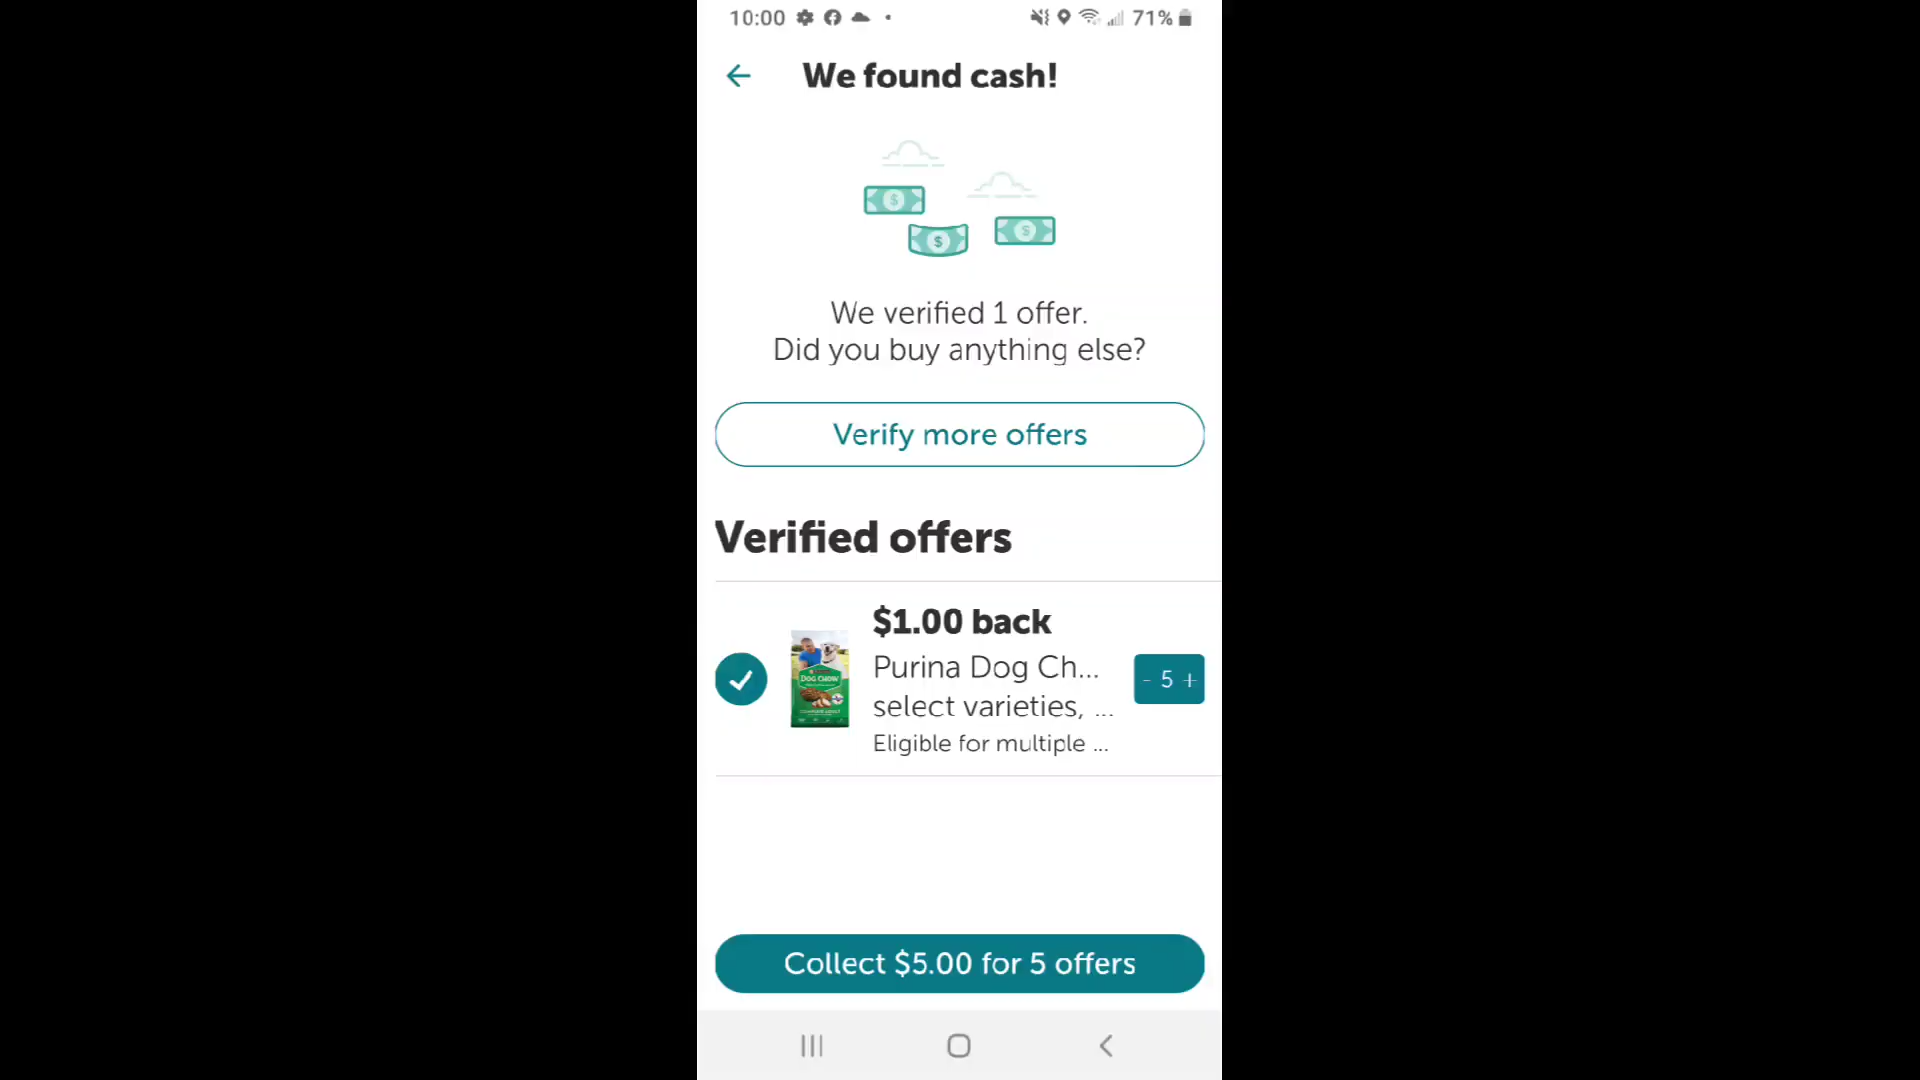 10:00
71%
We found cash!
We verified 1 offer.
Did you buy anything else?
Verify more offers
Verified offers
$1.00 back
Purina Dog Ch...
select varieties, ...
Eligible for multiple ...
DOG CHOW
- 5 +
Collect $5.00 for 5 offers